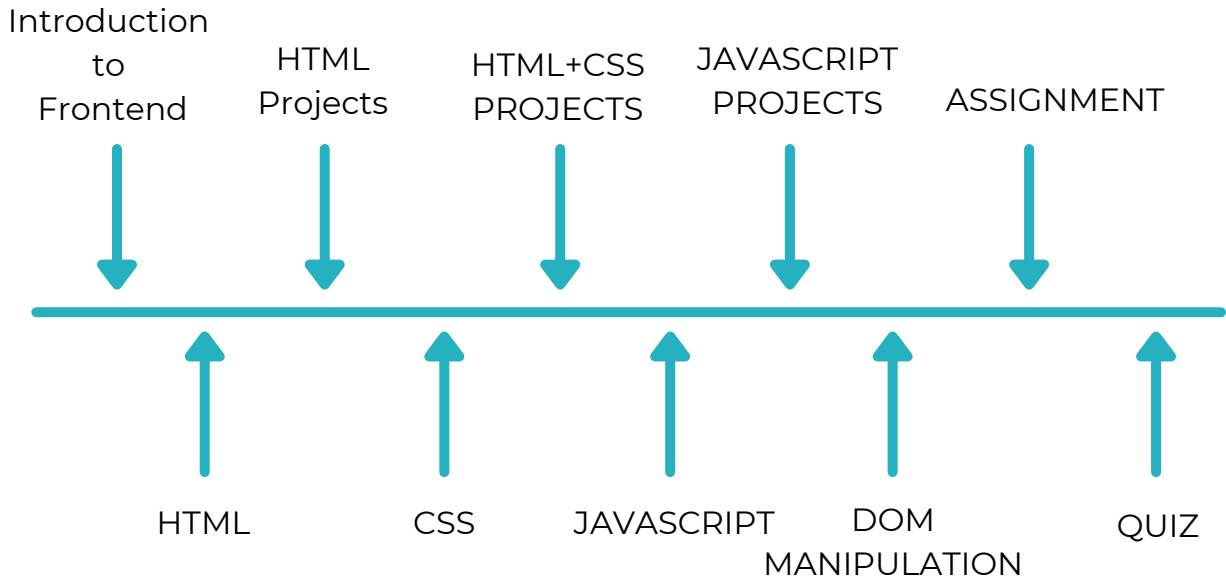 Introduction
to
Frontend
HTML
Projects
HTML+CSS
PROJECTS
JAVASCRIPT
PROJECTS
ASSIGNMENT
HTML
CSS
JAVASCRIPT
DOM
MANIPULATION
QUIZ